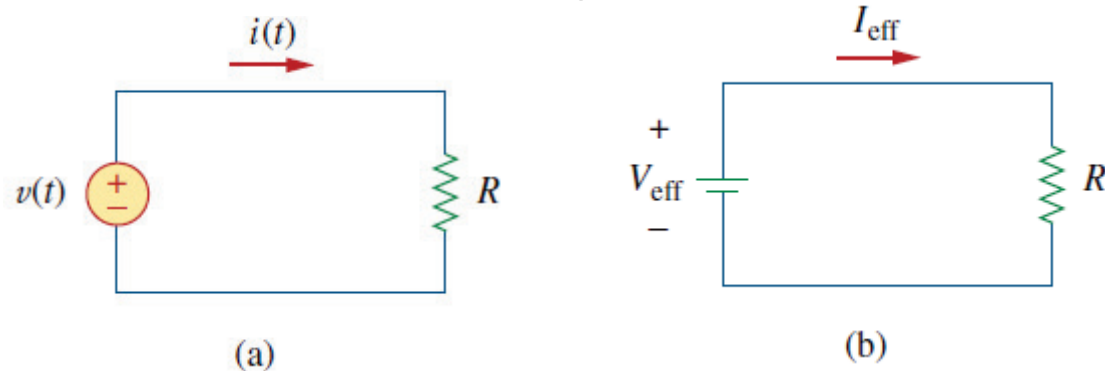 i(t)
v(t)
+
−
R
(a)
I_eff
+
V_eff
−
R
(b)